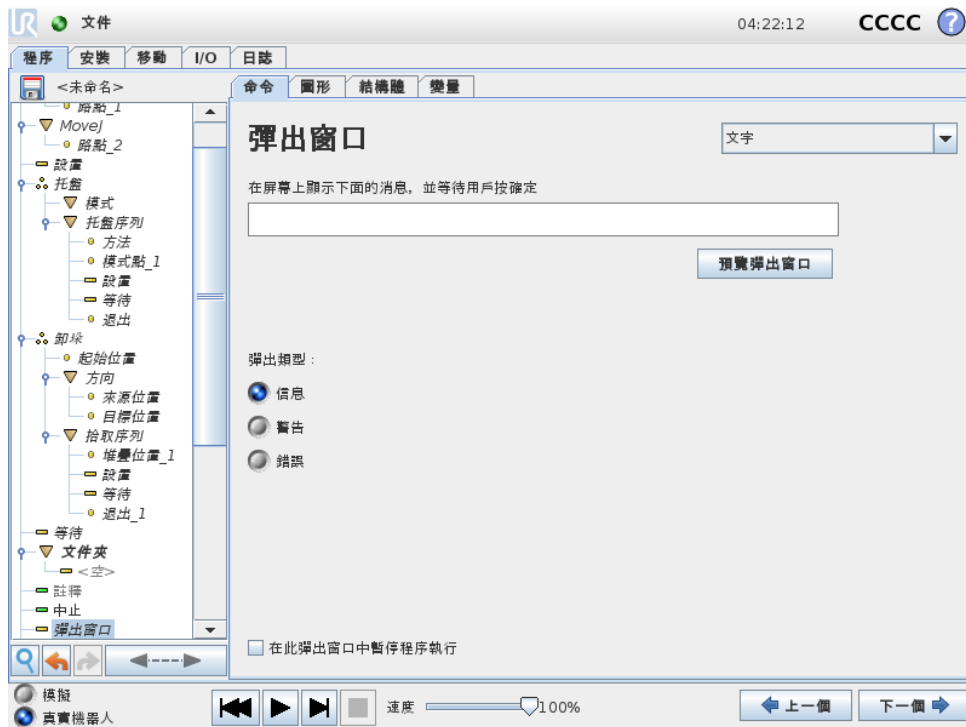 UR 文件 04:22:12 CCCC ?
程序 安裝 移動 I/O 日誌
<未命名>
命令 圖形 結構體 變量
路點_1
MoveJ
路點_2
設置
托盤
模式
托盤序列
方法
模式點_1
設置
等待
退出
卸垛
起始位置
方向
來源位置
目標位置
拾取序列
堆疊位置_1
設置
等待
退出_1
等待
文件夾
<空>
註釋
中止
彈出窗口
彈出窗口
文字
在屏幕上顯示下面的消息，並等待用戶按確定
預覽彈出窗口
彈出類型：
信息
警告
錯誤
在此彈出窗口中暫停程序執行
模擬
真實機器人
速度 100%
上一個
下一個